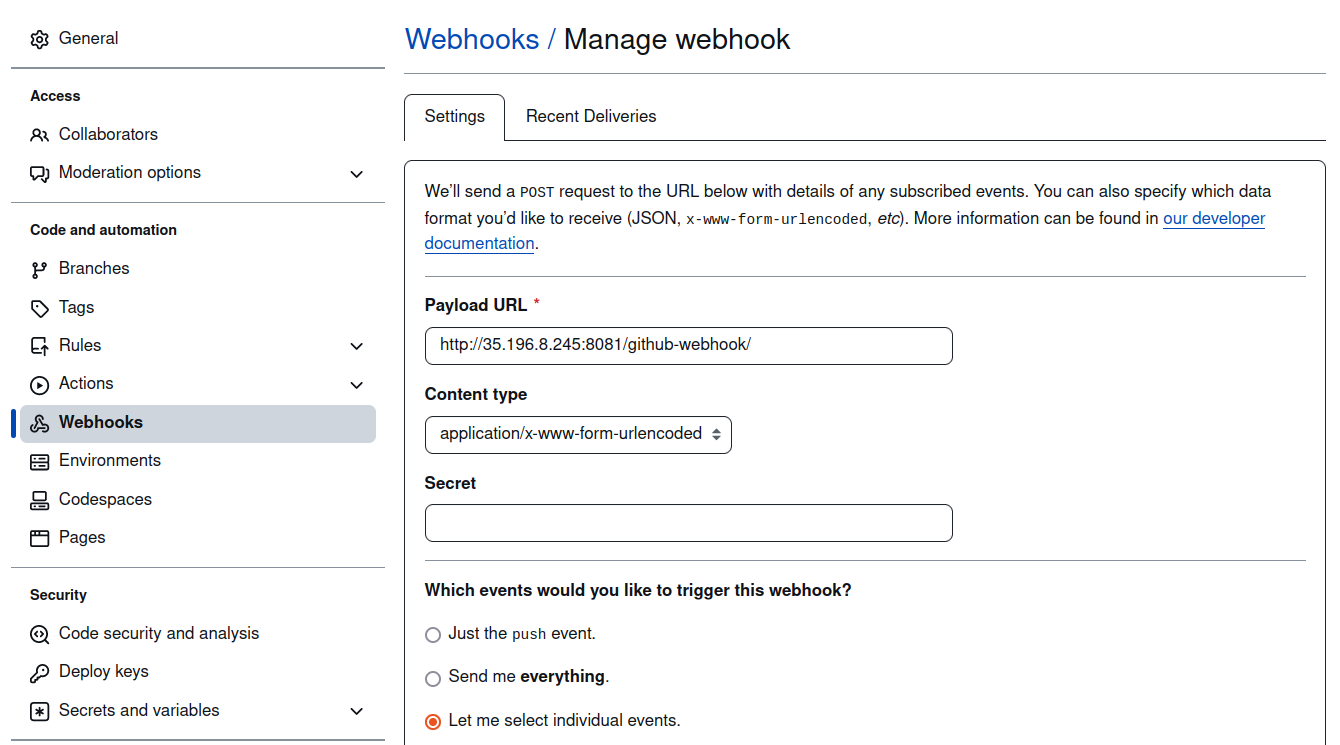 General
Access
Collaborators
Moderation options
Code and automation
Branches
Tags
Rules
Actions
Webhooks
Environments
Codespaces
Pages
Security
Code security and analysis
Deploy keys
Secrets and variables
Webhooks / Manage webhook
Settings
Recent Deliveries
We’ll send a POST request to the URL below with details of any subscribed events. You can also specify which data
format you’d like to receive (JSON, x-www-form-urlencoded, etc). More information can be found in our developer
documentation.
Payload URL *
http://35.196.8.245:8081/github-webhook/
Content type
application/x-www-form-urlencoded
Secret
Which events would you like to trigger this webhook?
Just the push event.
Send me everything.
Let me select individual events.